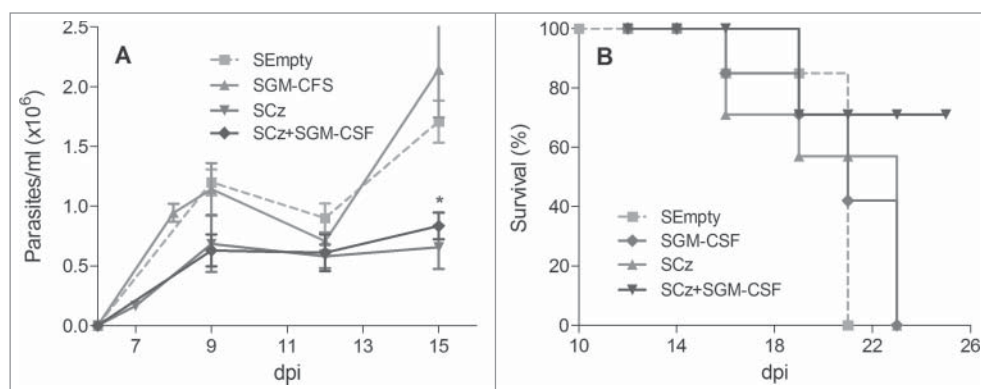 A
SEmpty
SGM-CFS
SCz
SCz+SGM-CSF
Parasites/ml (x10⁶)
2.5
2.0
1.5
1.0
0.5
0.0
*
7
9
11
13
15
dpi
B
Survival (%)
100
80
60
40
20
0
SEmpty
SGM-CSF
SCz
SCz+SGM-CSF
10
14
18
22
26
dpi